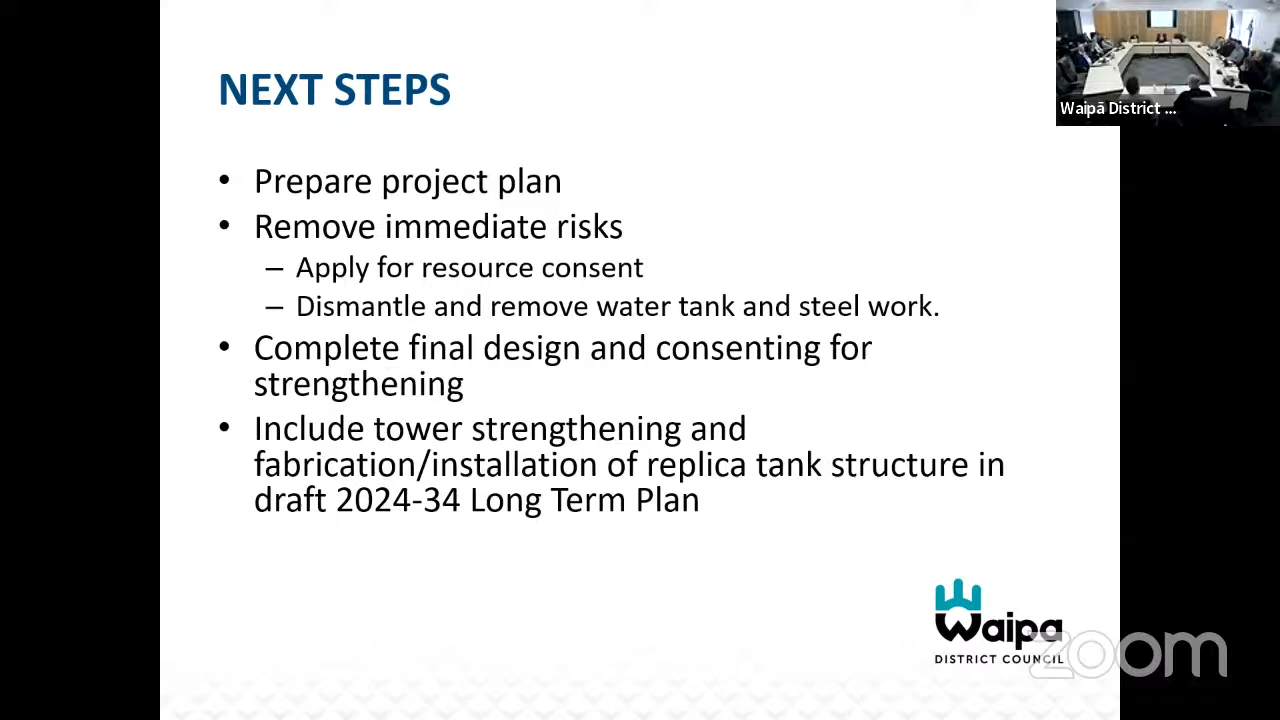 NEXT STEPS
Waipā District ...
• Prepare project plan
• Remove immediate risks
– Apply for resource consent
– Dismantle and remove water tank and steel work.
• Complete final design and consenting for
strengthening
• Include tower strengthening and
fabrication/installation of replica tank structure in
draft 2024-34 Long Term Plan
Waipa
DISTRICT COUNCIL
zoom